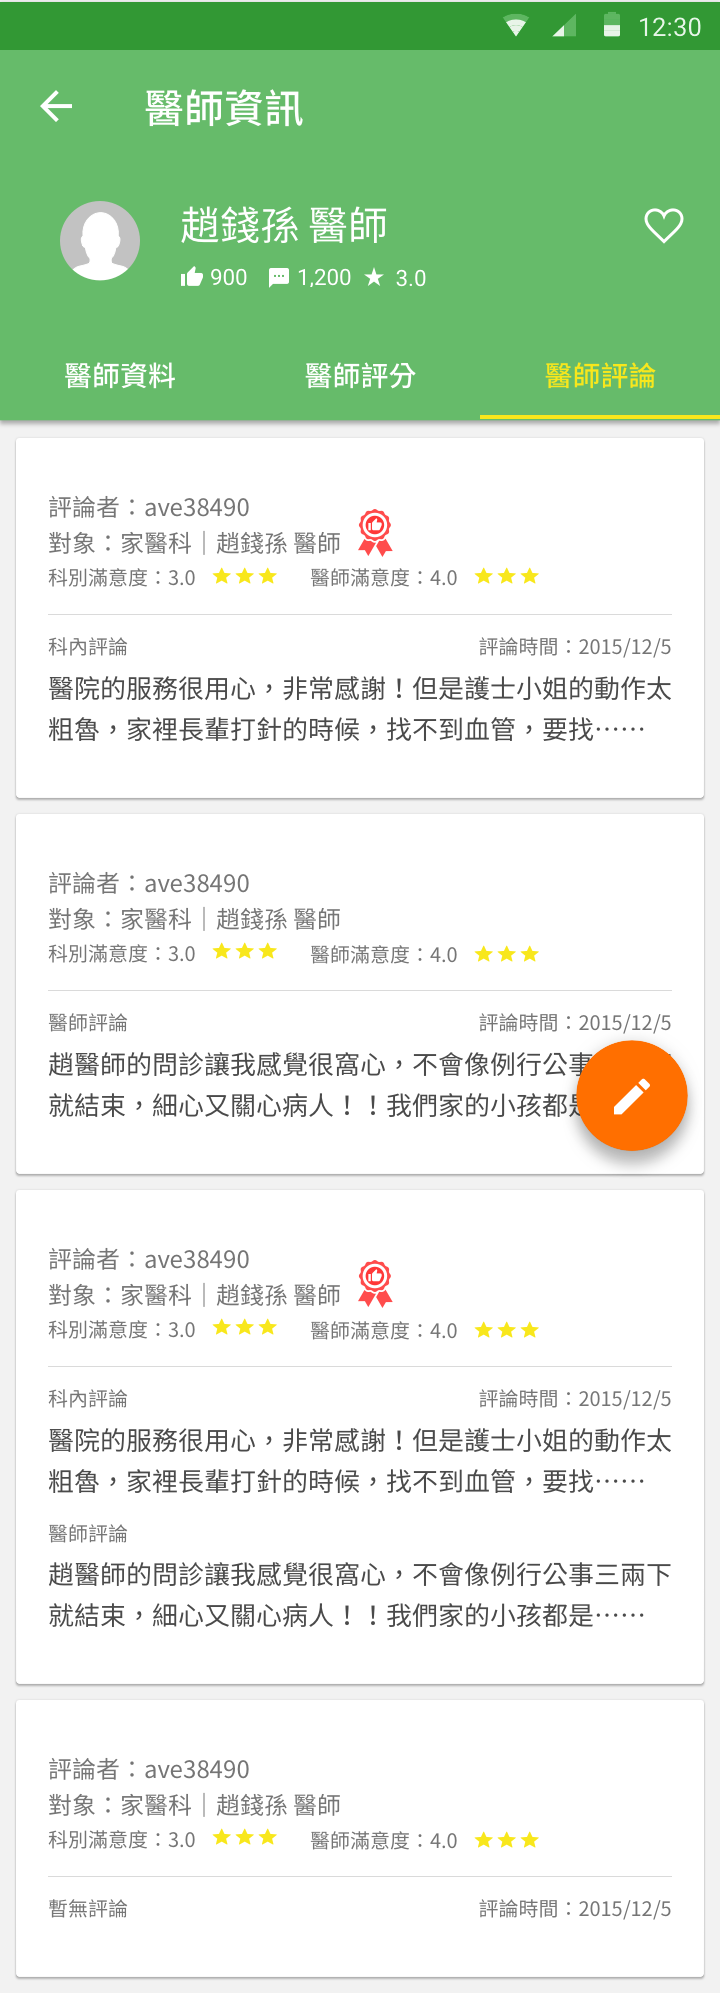 12:30
醫師資訊
趙錢孫 醫師
900 1,200 3.0
醫師資料 醫師評分 醫師評論
評論者：ave38490
對象：家醫科｜趙錢孫 醫師
科別滿意度：3.0 醫師滿意度：4.0
科內評論 評論時間：2015/12/5
醫院的服務很用心，非常感謝！但是護士小姐的動作太
粗魯，家裡長輩打針的時候，找不到血管，要找⋯⋯
評論者：ave38490
對象：家醫科｜趙錢孫 醫師
科別滿意度：3.0 醫師滿意度：4.0
醫師評論 評論時間：2015/12/5
趙醫師的問診讓我感覺很窩心，不會像例行公事
就結束，細心又關心病人！！我們家的小孩都是
評論者：ave38490
對象：家醫科｜趙錢孫 醫師
科別滿意度：3.0 醫師滿意度：4.0
科內評論 評論時間：2015/12/5
醫院的服務很用心，非常感謝！但是護士小姐的動作太
粗魯，家裡長輩打針的時候，找不到血管，要找⋯⋯
醫師評論
趙醫師的問診讓我感覺很窩心，不會像例行公事三兩下
就結束，細心又關心病人！！我們家的小孩都是⋯⋯
評論者：ave38490
對象：家醫科｜趙錢孫 醫師
科別滿意度：3.0 醫師滿意度：4.0
暫無評論 評論時間：2015/12/5